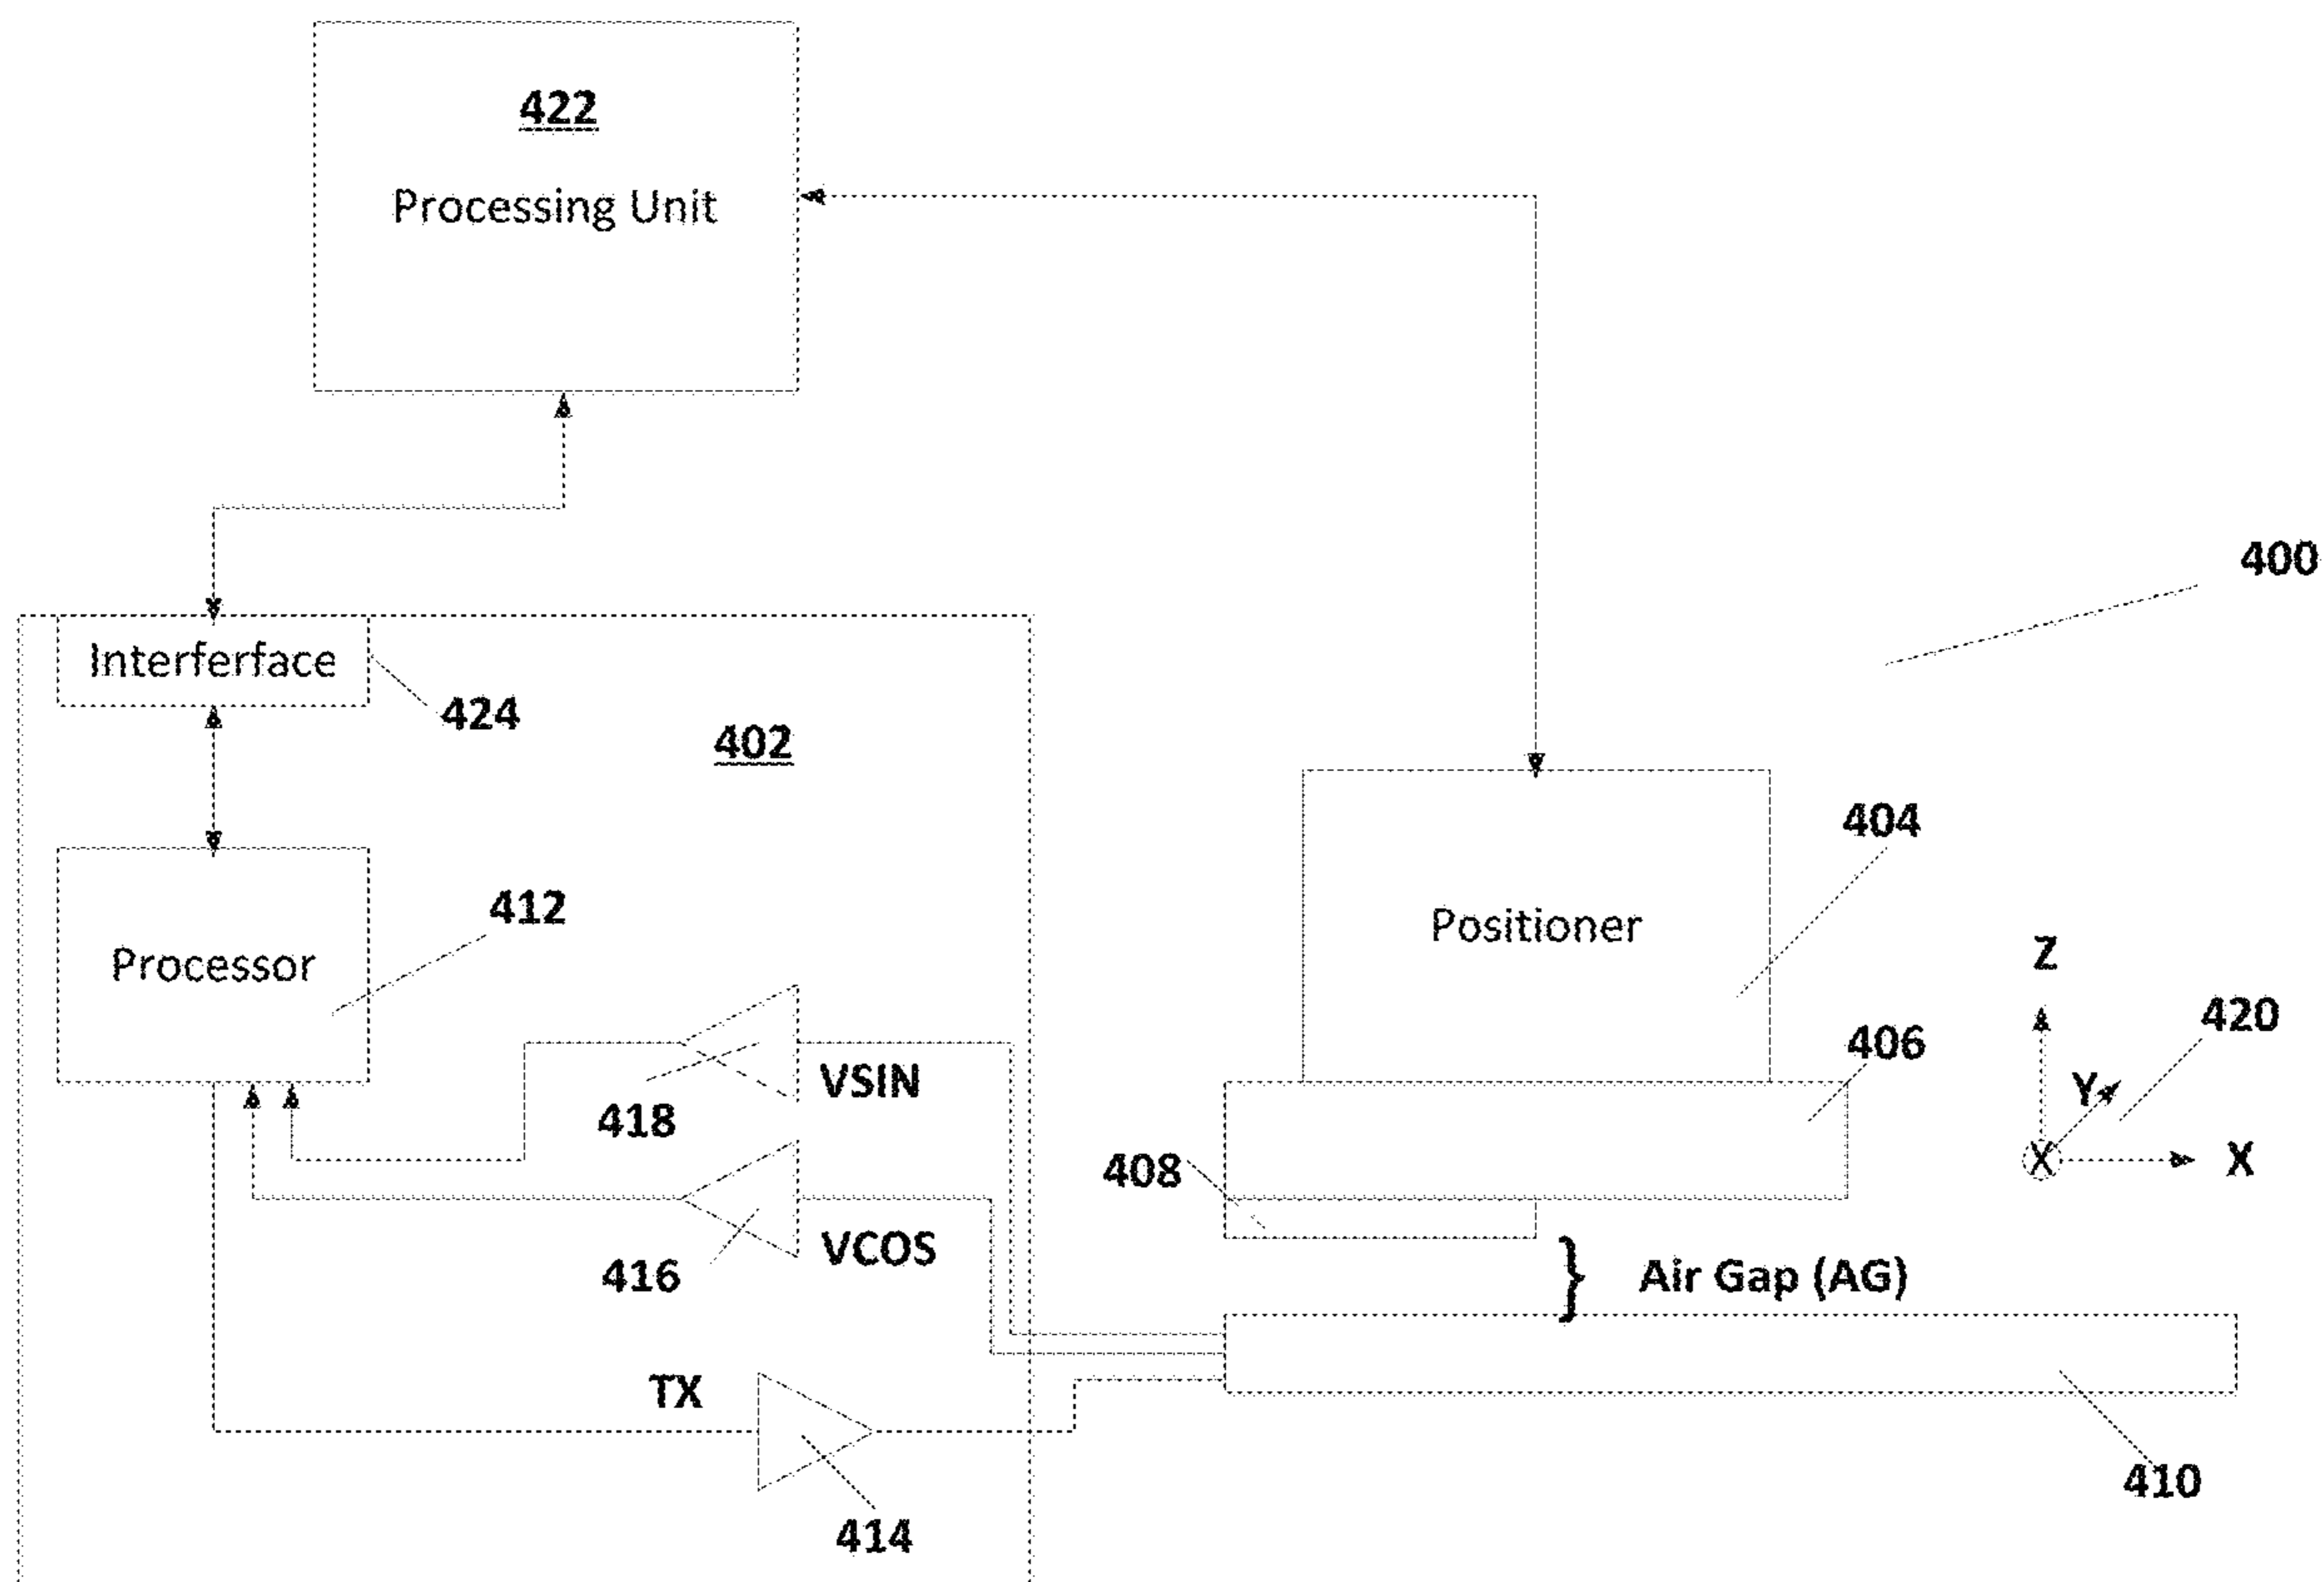 422
Processing Unit
400
Interferface
424
402
404
412
Positioner
Processor
Z
420
406
Y
VSIN
418
408
X
X
VCOS
416
} Air Gap (AG)
TX
410
414